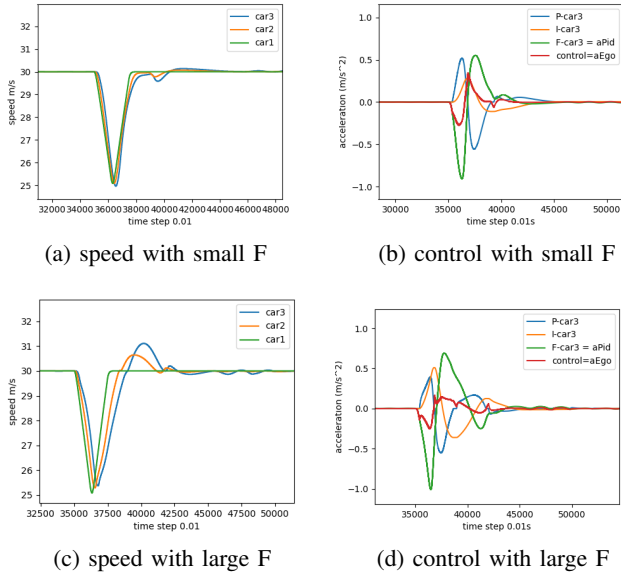 32
31
30
29
28
27
26
25
speed m/s
car3
car2
car1
32000 34000 36000 38000 40000 42000 44000 46000 48000
time step 0.01
(a) speed with small F
1.0
0.5
0.0
−0.5
−1.0
acceleration (m/s^2)
P-car3
I-car3
F-car3 = aPid
control=aEgo
30000 35000 40000 45000 50000
time step 0.01s
(b) control with small F
32
31
30
29
28
27
26
25
speed m/s
car3
car2
car1
32500 35000 37500 40000 42500 45000 47500 50000
time step 0.01
(c) speed with large F
1.0
0.5
0.0
−0.5
−1.0
acceleration (m/s^2)
P-car3
I-car3
F-car3 = aPid
control=aEgo
35000 40000 45000 50000
time step 0.01s
(d) control with large F